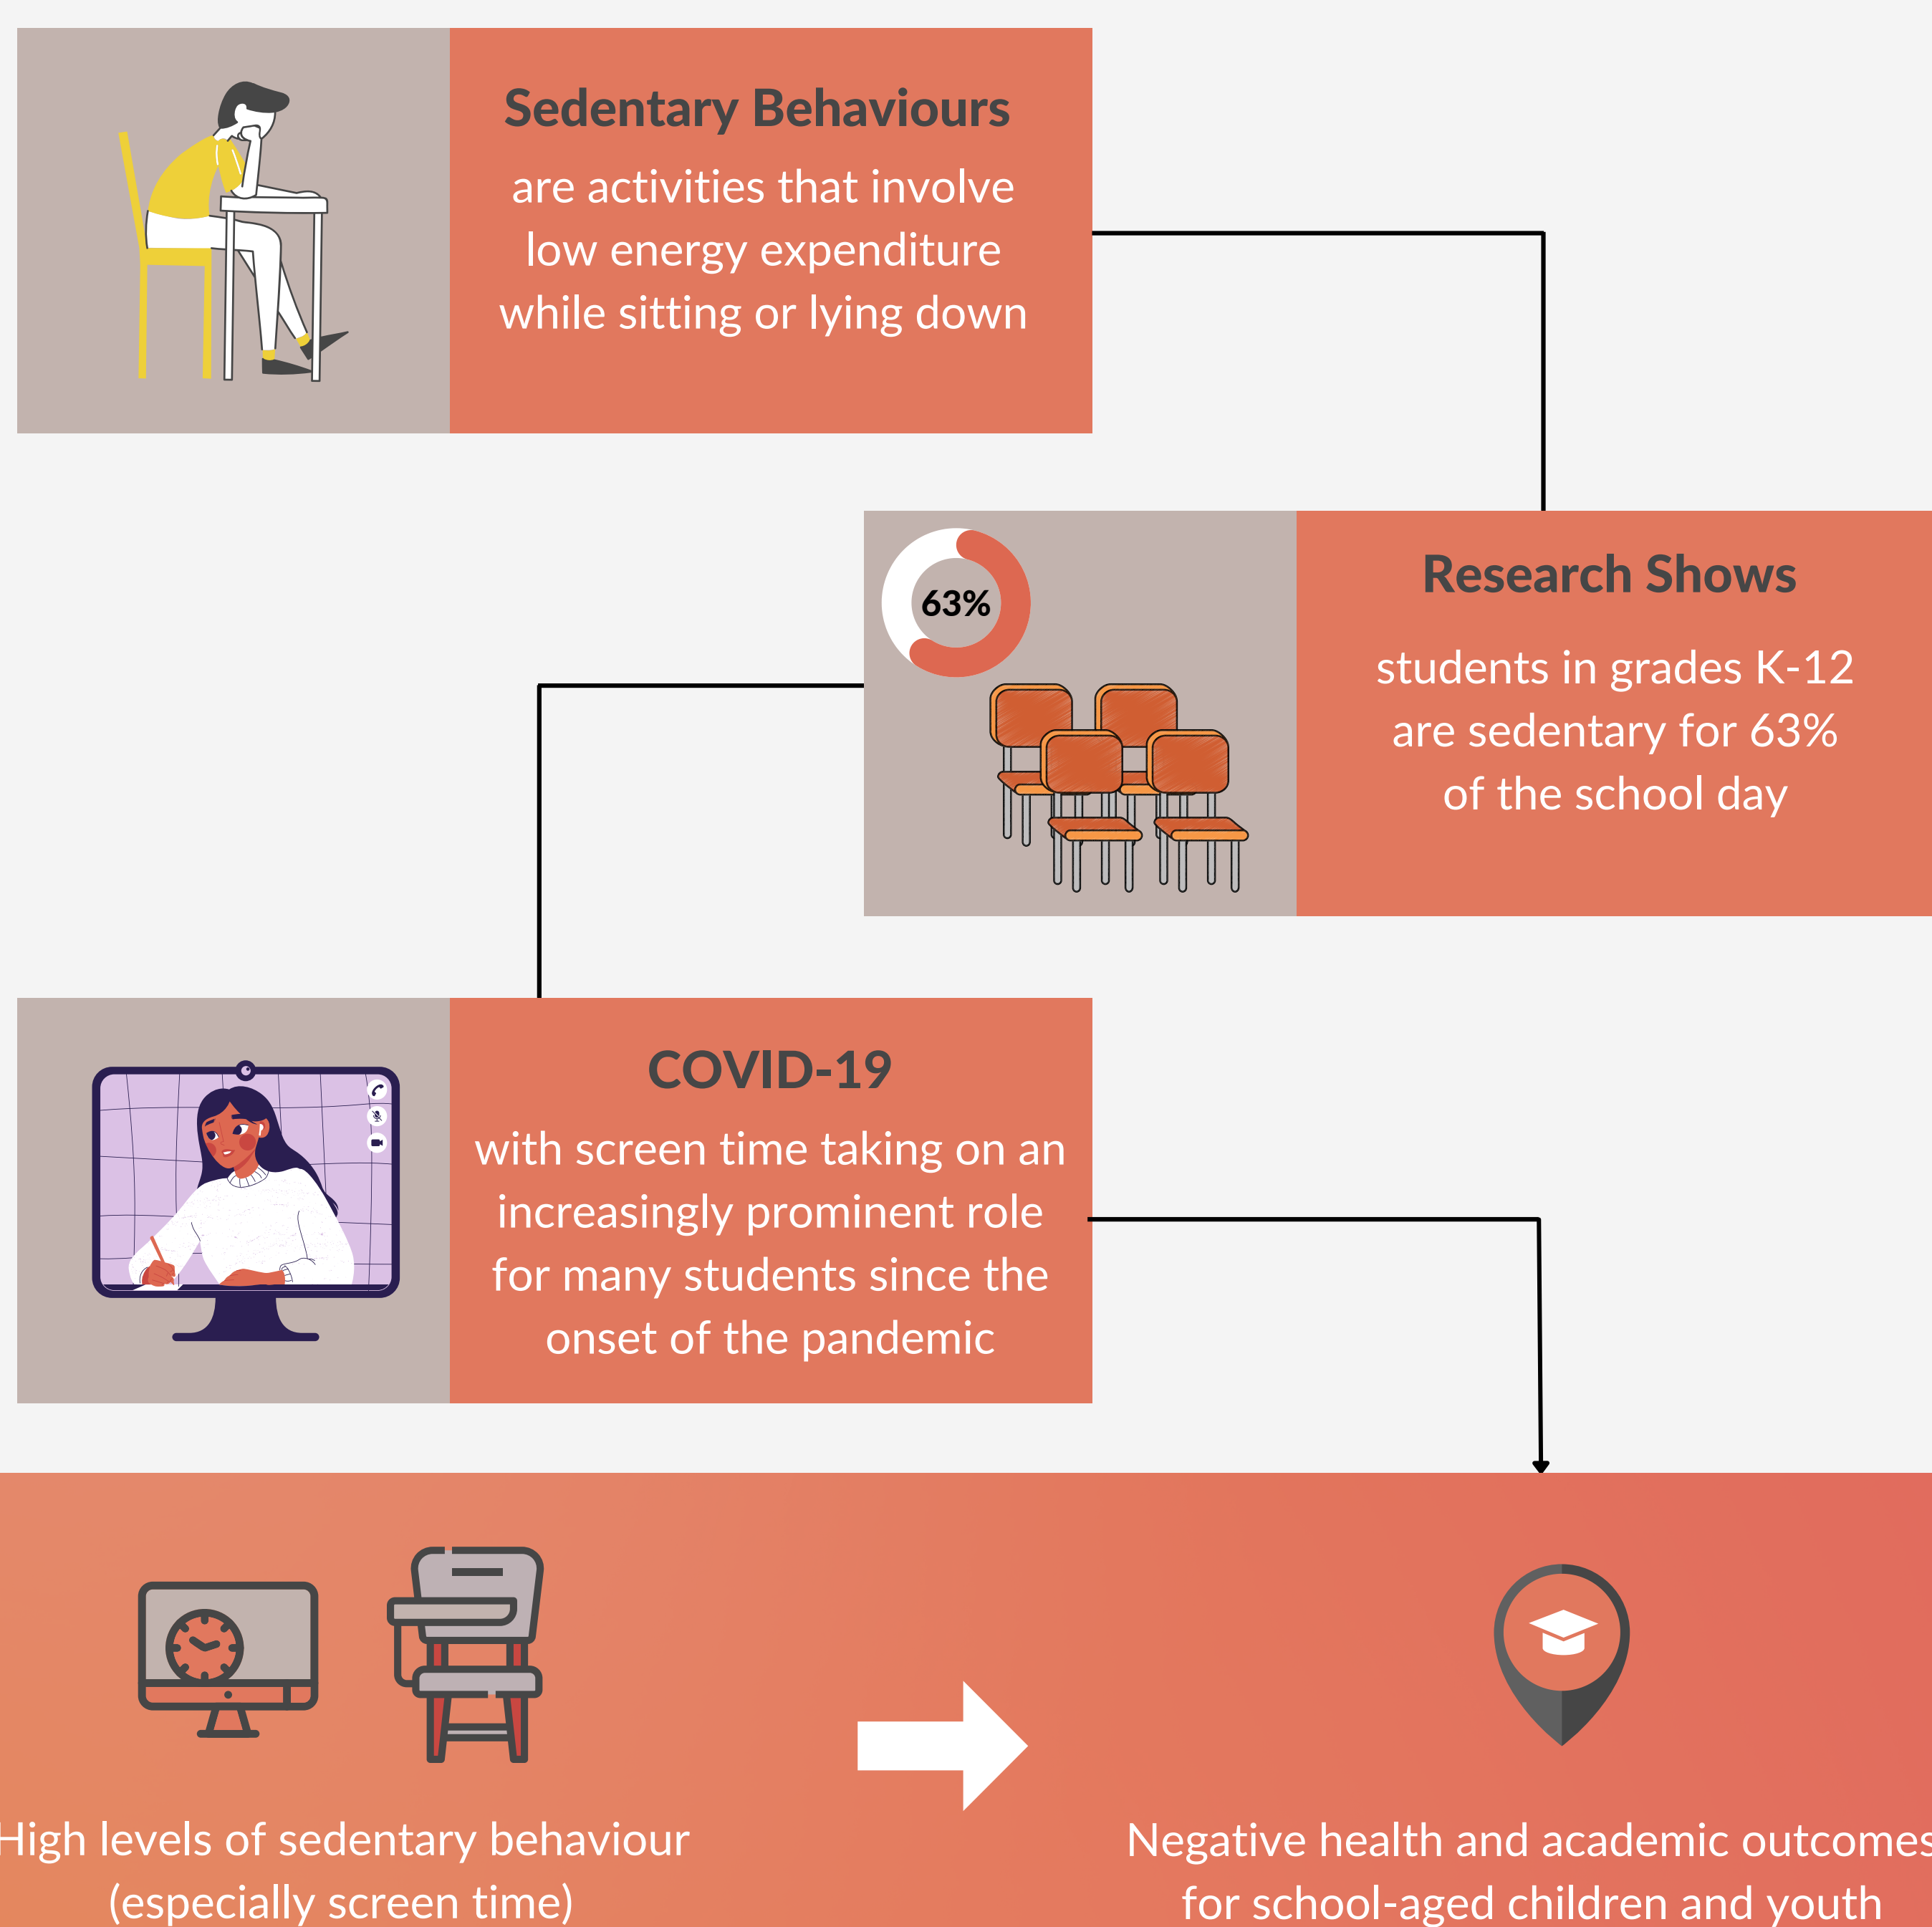 Sedentary Behaviours
are activities that involve
low energy expenditure
while sitting or lying down
63%
Research Shows
students in grades K-12
are sedentary for 63%
of the school day
COVID-19
with screen time taking on an
increasingly prominent role
for many students since the
onset of the pandemic
High levels of sedentary behaviour
(especially screen time)
Negative health and academic outcomes
for school-aged children and youth